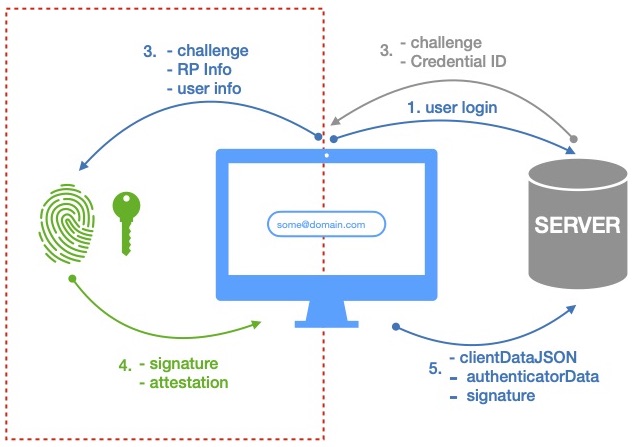 3. - challenge
- RP Info
- user info
3. - challenge
- Credential ID
1. user login
some@domain.com
SERVER
4. - signature
- attestation
5. - clientDataJSON
- authenticatorData
- signature